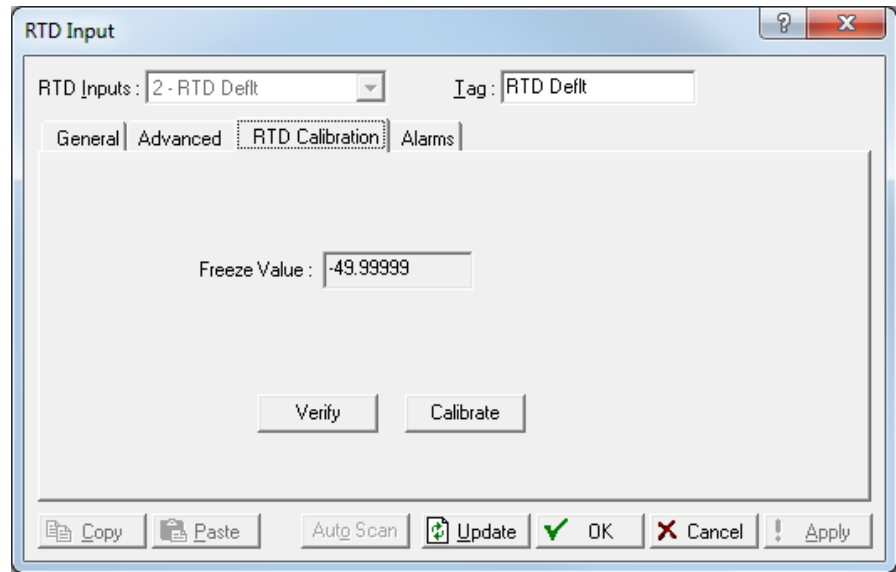 RTD Input
RTD Inputs : 2 - RTD Deflt Tag : RTD Deflt
General Advanced RTD Calibration Alarms
Freeze Value : -49.99999
Verify Calibrate
Copy Paste Auto Scan Update OK Cancel Apply